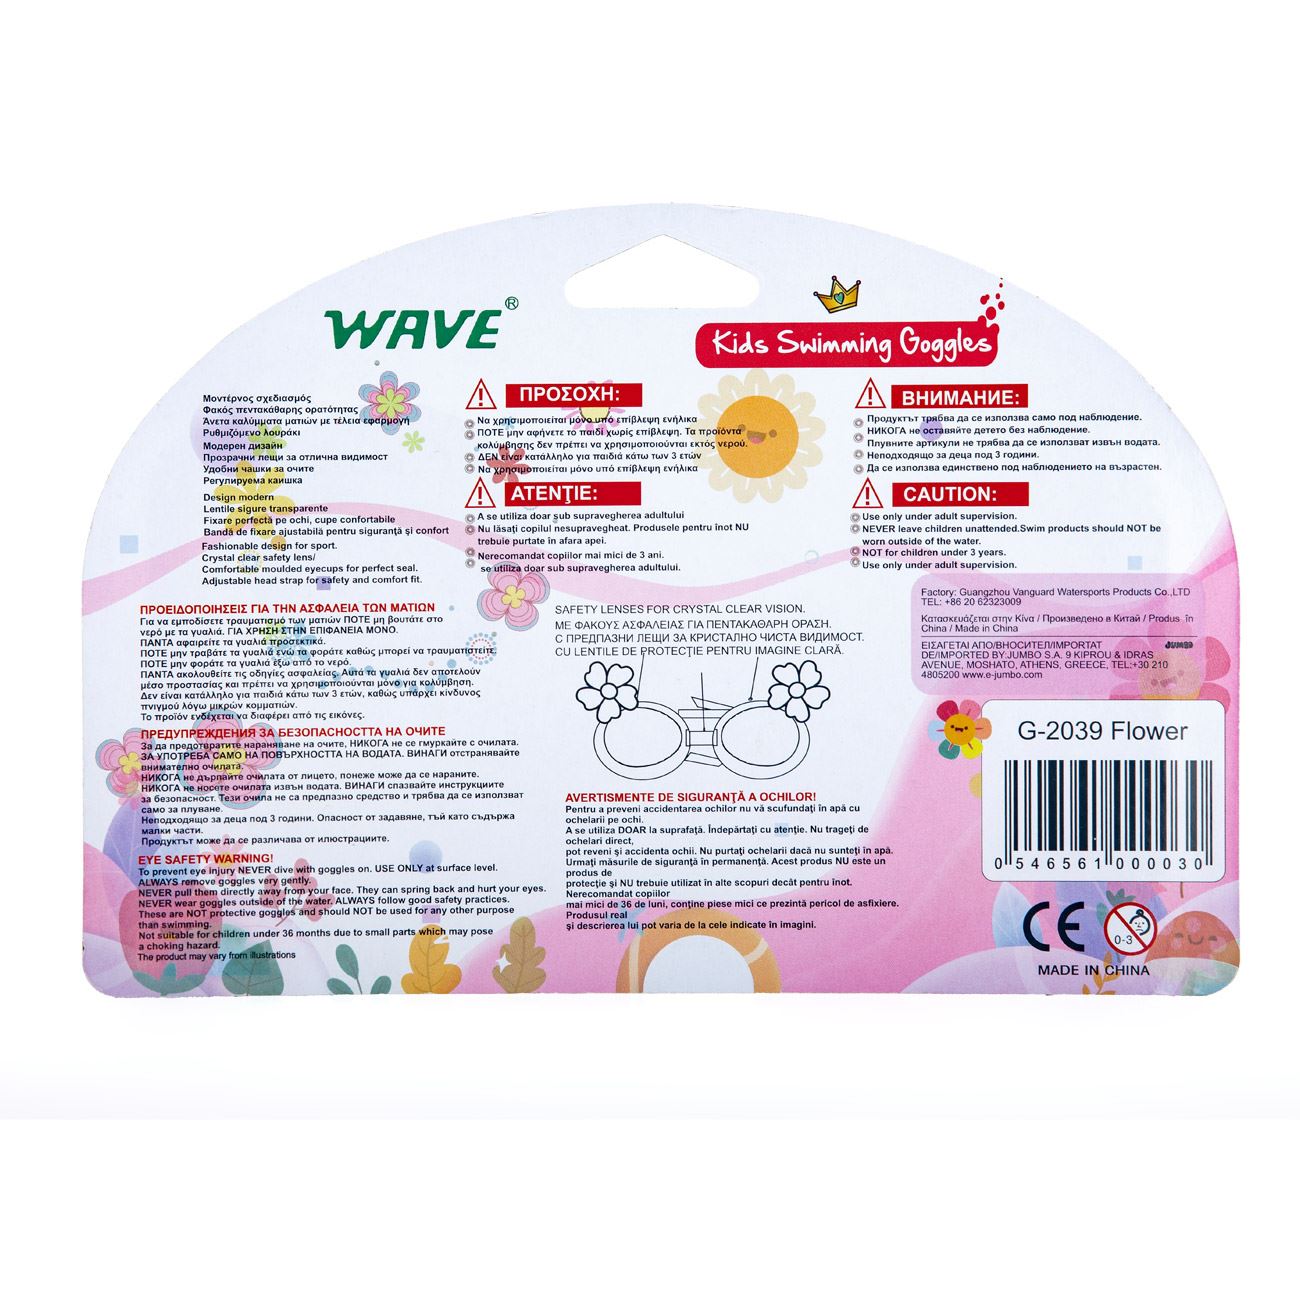 WAVE®
Kids Swimming Goggles
Μοντέρνος σχεδιασμός
Φακός πεντακάθαρης ορατότητας
Άνετα καλύμματα ματιών με τέλεια εφαρμογή
Ρυθμιζόμενο λουράκι
Модерен дизайн
Прозрачни лещи за отлична видимост
Удобни чашки за очите
Регулируема каишка
Design modern
Lentile sigure transparente
Fixare perfectă pe ochi, cupe confortabile
Bandă de fixare ajustabilă pentru siguranță și confort
Fashionable design for sport.
Crystal clear safety lens/
Comfortable moulded eyecups for perfect seal.
Adjustable head strap for safety and comfort fit.
ΠΡΟΣΟΧΗ:
Να χρησιμοποιείται μόνο υπό επίβλεψη ενήλικα
ΠΟΤΕ μην αφήνετε το παιδί χωρίς επίβλεψη. Τα προϊόντα
κολύμβησης δεν πρέπει να χρησιμοποιούνται εκτός νερού.
ΔΕΝ είναι κατάλληλο για παιδιά κάτω των 3 ετών
Να χρησιμοποιείται μόνο υπό επίβλεψη ενήλικα
ATENŢIE:
A se utiliza doar sub supravegherea adultului
Nu lăsați copilul nesupravegheat. Produsele pentru înot NU
trebuie purtate în afara apei.
Nerecomandat copiilor mai mici de 3 ani.
se utiliza doar sub supravegherea adultului.
ВНИМАНИЕ:
Продуктът трябва да се използва само под наблюдение.
НИКОГА не оставяйте детето без наблюдение.
Плувните артикули не трябва да се използват извън водата.
Неподходящо за деца под 3 години.
Да се използва единствено под наблюдението на възрастен.
CAUTION:
Use only under adult supervision.
NEVER leave children unattended.Swim products should NOT be
worn outside of the water.
NOT for children under 3 years.
Use only under adult supervision.
ΠΡΟΕΙΔΟΠΟΙΗΣΕΙΣ ΓΙΑ ΤΗΝ ΑΣΦΑΛΕΙΑ ΤΩΝ ΜΑΤΙΩΝ
Για να εμποδίσετε τραυματισμό των ματιών ΠΟΤΕ μη βουτάτε στο
νερό με τα γυαλιά. ΓΙΑ ΧΡΗΣΗ ΣΤΗΝ ΕΠΙΦΑΝΕΙΑ ΜΟΝΟ.
ΠΑΝΤΑ αφαιρείτε τα γυαλιά προσεκτικά.
ΠΟΤΕ μην τραβάτε τα γυαλιά ενώ τα φοράτε καθώς μπορεί να τραυματιστείτε.
ΠΟΤΕ μην φοράτε τα γυαλιά έξω από το νερό.
ΠΑΝΤΑ ακολουθείτε τις οδηγίες ασφαλείας. Αυτά τα γυαλιά δεν αποτελούν
μέσο προστασίας και πρέπει να χρησιμοποιούνται μόνο για κολύμβηση.
Δεν είναι κατάλληλο για παιδιά κάτω των 3 ετών, καθώς υπάρχει κίνδυνος
πνιγμού λόγω μικρών κομματιών.
Το προϊόν ενδέχεται να διαφέρει από τις εικόνες.
ПРЕДУПРЕЖДЕНИЯ ЗА БЕЗОПАСНОСТТА НА ОЧИТЕ
За да предотвратите нараняване на очите, НИКОГА не се гмуркайте с очилата.
ЗА УПОТРЕБА САМО НА ПОВЪРХНОСТТА НА ВОДАТА. ВИНАГИ отстранявайте
внимателно очилата.
НИКОГА не дърпайте очилата от лицето, понеже може да се нараните.
НИКОГА не носете очилата извън водата. ВИНАГИ спазвайте инструкциите
за безопасност. Тези очила не са предпазно средство и трябва да се използват
само за плуване.
Неподходящо за деца под 3 години. Опасност от задавяне, тъй като съдържа
малки части.
Продуктът може да се различава от илюстрациите.
EYE SAFETY WARNING!
To prevent eye injury NEVER dive with goggles on. USE ONLY at surface level.
ALWAYS remove goggles very gently.
NEVER pull them directly away from your face. They can spring back and hurt your eyes.
NEVER wear goggles outside of the water. ALWAYS follow good safety practices.
These are NOT protective goggles and should NOT be used for any other purpose
than swimming.
Not suitable for children under 36 months due to small parts which may pose
a choking hazard.
The product may vary from illustrations
SAFETY LENSES FOR CRYSTAL CLEAR VISION.
ΜΕ ΦΑΚΟΥΣ ΑΣΦΑΛΕΙΑΣ ΓΙΑ ΠΕΝΤΑΚΑΘΑΡΗ ΟΡΑΣΗ.
С ПРЕДПАЗНИ ЛЕЩИ ЗА КРИСТАЛНО ЧИСТА ВИДИМОСТ.
CU LENTILE DE PROTECȚIE PENTRU IMAGINE CLARĂ.
AVERTISMENTE DE SIGURANŢĂ A OCHILOR!
Pentru a preveni accidentarea ochilor nu vă scufundați în apă cu
ochelarii pe ochi.
A se utiliza DOAR la suprafață. Îndepărtați cu atenție. Nu trageți de
ochelari direct,
pot reveni și accidenta ochii. Nu purtați ochelarii dacă nu sunteți în apă.
Urmați măsurile de siguranță în permanență. Acest produs NU este un
produs de
protecție și NU trebuie utilizat în alte scopuri decât pentru înot.
Nerecomandat copiilor
mai mici de 36 de luni, conține piese mici ce prezintă pericol de asfixiere.
Produsul real
și descrierea lui pot varia de la cele indicate în imagini.
Factory: Guangzhou Vanguard Watersports Products Co.,LTD
TEL: +86 20 62323009
Κατασκευάζεται στην Κίνα / Произведено в Китай / Produs în
China / Made in China
ΕΙΣΑΓΕΤΑΙ ΑΠΟ/ВНОСИТЕЛ/IMPORTAT
DE/IMPORTED BY:JUMBO S.A. 9 KIPROU & IDRAS
AVENUE, MOSHATO, ATHENS, GREECE, TEL:+30 210
4805200 www.e-jumbo.com
JUMBO
G-2039 Flower
0 546561 000030
CE
0-3
MADE IN CHINA